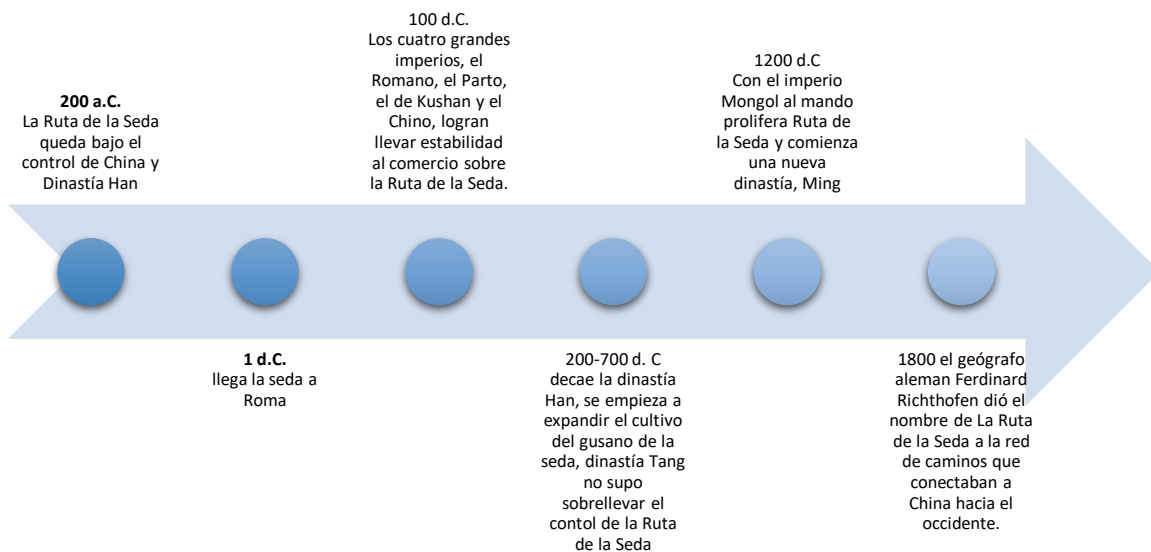 200 a.C.
La Ruta de la Seda
queda bajo el
control de China y
Dinastía Han
1 d.C.
llega la seda a
Roma
100 d.C.
Los cuatro grandes
imperios, el
Romano, el Parto,
el de Kushan y el
Chino, logran
llevar estabilidad
al comercio sobre
la Ruta de la Seda.
200-700 d. C
decae la dinastía
Han, se empieza a
expandir el cultivo
del gusano de la
seda, dinastía Tang
no supo
sobrellevar el
contol de la Ruta
de la Seda
1200 d.C
Con el imperio
Mongol al mando
prolifera Ruta de
la Seda y comienza
una nueva
dinastía, Ming
1800 el geógrafo
aleman Ferdinard
Richthofen dió el
nombre de La Ruta
de la Seda a la red
de caminos que
conectaban a
China hacia el
occidente.